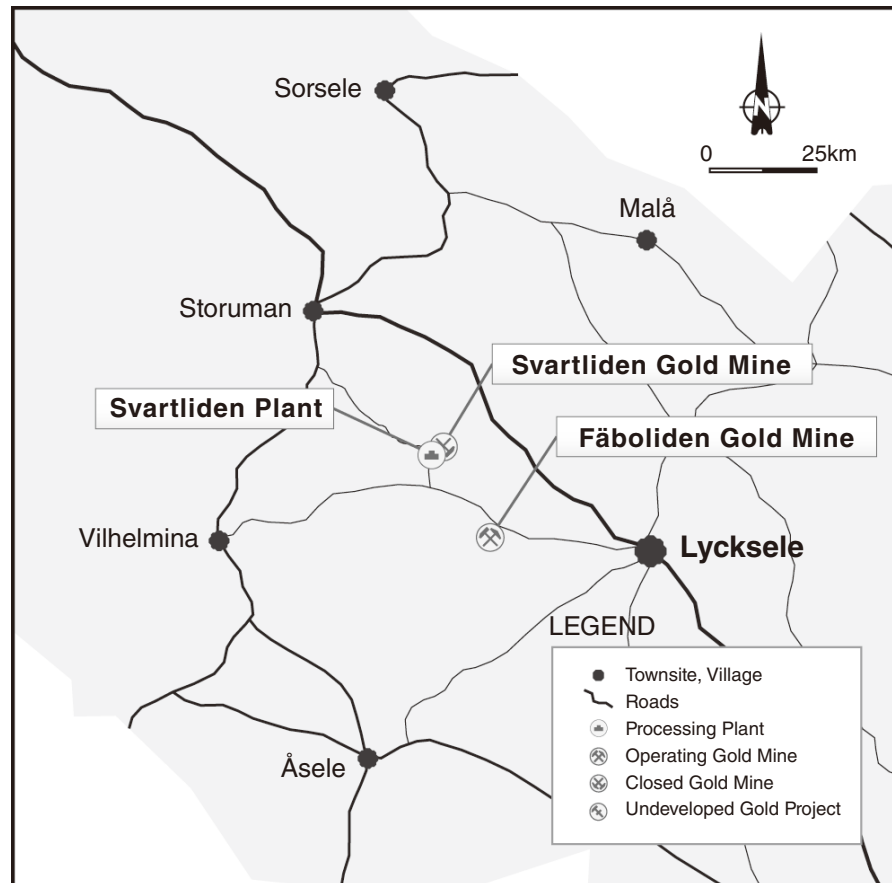 Sorsele
N
0 25km
Malå
Storuman
Svartliden Gold Mine
Svartliden Plant
Fäboliden Gold Mine
Vilhelmina
Lycksele
LEGEND
Townsite, Village
Roads
Processing Plant
Operating Gold Mine
Closed Gold Mine
Undeveloped Gold Project
Åsele